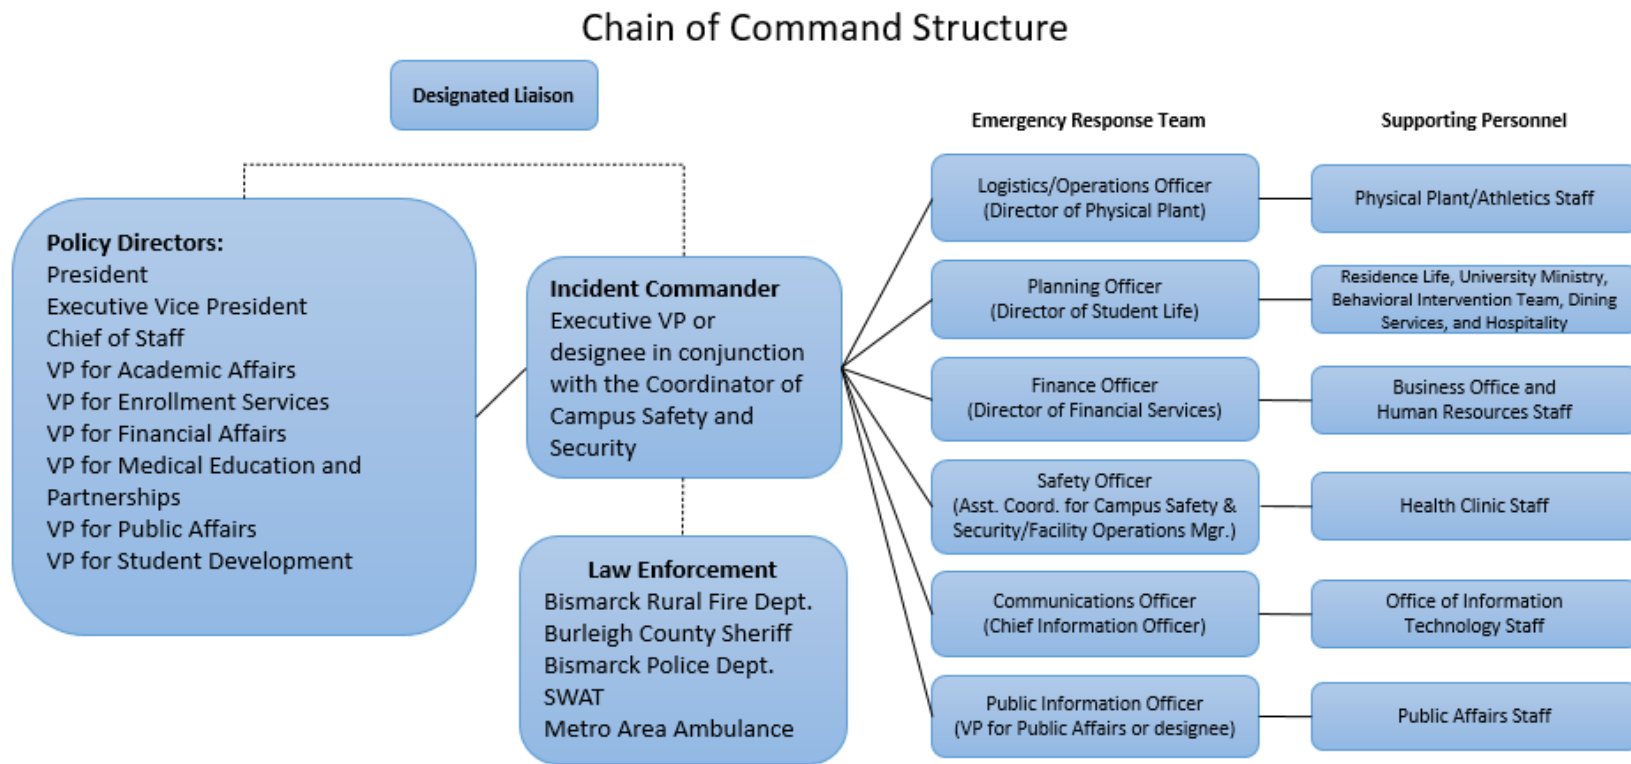 Chain of Command Structure
Designated Liaison
Policy Directors:
President
Executive Vice President
Chief of Staff
VP for Academic Affairs
VP for Enrollment Services
VP for Financial Affairs
VP for Medical Education and
Partnerships
VP for Public Affairs
VP for Student Development
Incident Commander
Executive VP or
designee in conjunction
with the Coordinator of
Campus Safety and
Security
Law Enforcement
Bismarck Rural Fire Dept.
Burleigh County Sheriff
Bismarck Police Dept.
SWAT
Metro Area Ambulance
Emergency Response Team
Logistics/Operations Officer
(Director of Physical Plant)
Planning Officer
(Director of Student Life)
Finance Officer
(Director of Financial Services)
Safety Officer
(Asst. Coord. for Campus Safety &
Security/Facility Operations Mgr.)
Communications Officer
(Chief Information Officer)
Public Information Officer
(VP for Public Affairs or designee)
Supporting Personnel
Physical Plant/Athletics Staff
Residence Life, University Ministry,
Behavioral Intervention Team, Dining
Services, and Hospitality
Business Office and
Human Resources Staff
Health Clinic Staff
Office of Information
Technology Staff
Public Affairs Staff